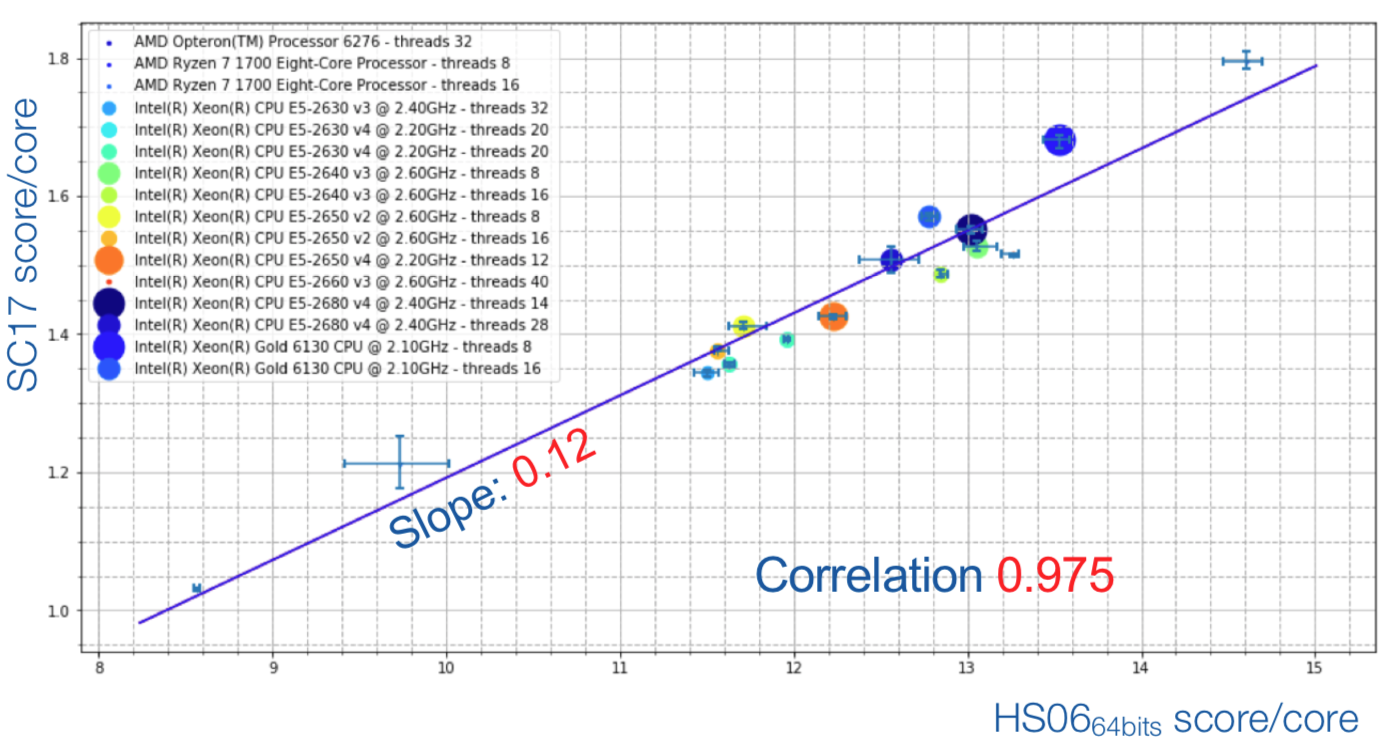 AMD Opteron(TM) Processor 6276 - threads 32
AMD Ryzen 7 1700 Eight-Core Processor - threads 8
AMD Ryzen 7 1700 Eight-Core Processor - threads 16
Intel(R) Xeon(R) CPU E5-2630 v3 @ 2.40GHz - threads 32
Intel(R) Xeon(R) CPU E5-2630 v4 @ 2.20GHz - threads 20
Intel(R) Xeon(R) CPU E5-2630 v4 @ 2.20GHz - threads 20
Intel(R) Xeon(R) CPU E5-2640 v3 @ 2.60GHz - threads 8
Intel(R) Xeon(R) CPU E5-2640 v3 @ 2.60GHz - threads 16
Intel(R) Xeon(R) CPU E5-2650 v2 @ 2.60GHz - threads 8
Intel(R) Xeon(R) CPU E5-2650 v2 @ 2.60GHz - threads 16
Intel(R) Xeon(R) CPU E5-2650 v4 @ 2.20GHz - threads 12
Intel(R) Xeon(R) CPU E5-2660 v3 @ 2.60GHz - threads 40
Intel(R) Xeon(R) CPU E5-2680 v4 @ 2.40GHz - threads 14
Intel(R) Xeon(R) CPU E5-2680 v4 @ 2.40GHz - threads 28
Intel(R) Xeon(R) Gold 6130 CPU @ 2.10GHz - threads 8
Intel(R) Xeon(R) Gold 6130 CPU @ 2.10GHz - threads 16
SC17 score/core
1.8
1.6
1.4
1.2
1.0
Slope: 0.12
Correlation 0.975
8 9 10 11 12 13 14 15
HS0664bits score/core